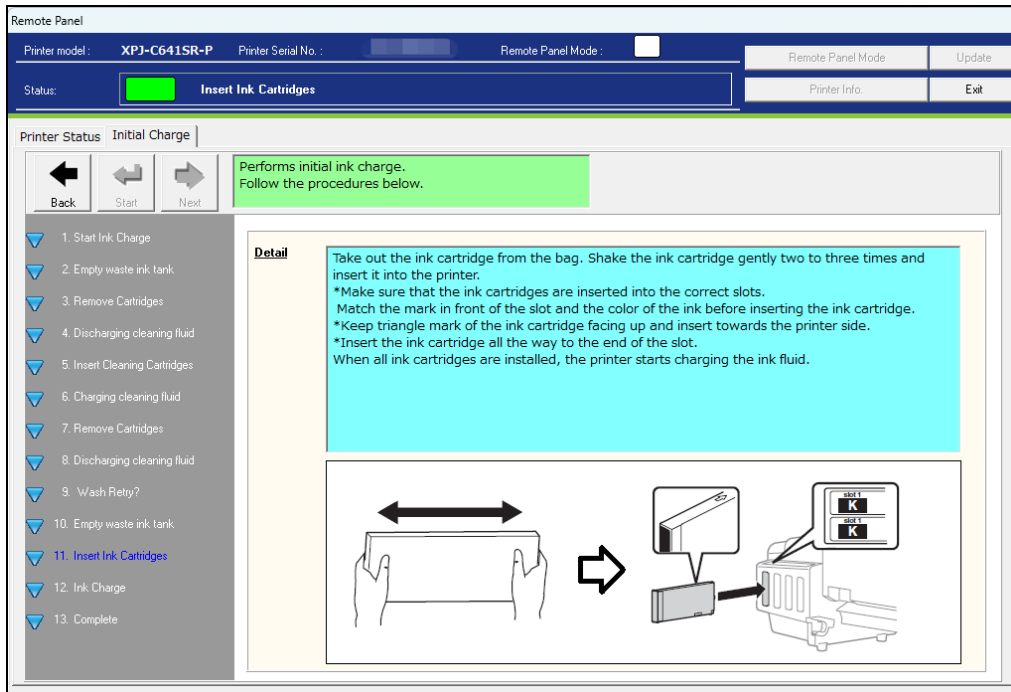 Remote Panel
Printer model :
XPJ-C641SR-P
Printer Serial No. :
Remote Panel Mode :
Remote Panel Mode
Update
Status:
Insert Ink Cartridges
Printer Info.
Exit
Printer Status
Initial Charge
Back
Start
Next
Performs initial ink charge.
Follow the procedures below.
1. Start Ink Charge
2. Empty waste ink tank
3. Remove Cartridges
4. Discharging cleaning fluid
5. Insert Cleaning Cartridges
6. Charging cleaning fluid
7. Remove Cartridges
8. Discharging cleaning fluid
9. Wash Retry?
10. Empty waste ink tank
11. Insert Ink Cartridges
12. Ink Charge
13. Complete
Detail
Take out the ink cartridge from the bag. Shake the ink cartridge gently two to three times and
insert it into the printer.
*Make sure that the ink cartridges are inserted into the correct slots.
Match the mark in front of the slot and the color of the ink before inserting the ink cartridge.
*Keep triangle mark of the ink cartridge facing up and insert towards the printer side.
*Insert the ink cartridge all the way to the end of the slot.
When all ink cartridges are installed, the printer starts charging the ink fluid.
slot 1
K
slot 1
K